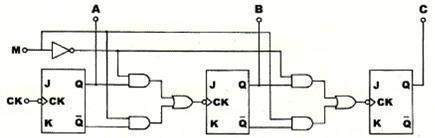 A B C
M
J Q J Q J Q
CK CK CK CK
K Q̅ K Q̅ K Q̅